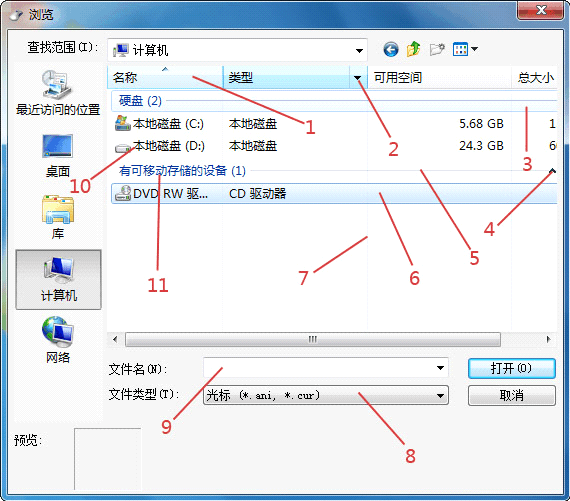 浏览
查找范围(I): 计算机
最近访问的位置
桌面
库
计算机
网络
名称 类型 可用空间 总大小
硬盘 (2)
本地磁盘 (C:) 本地磁盘 5.68 GB 1
本地磁盘 (D:) 本地磁盘 24.3 GB 60
有可移动存储的设备 (1)
DVD RW 驱... CD 驱动器
1
2
3
4
5
6
7
8
9
10
11
文件名(N): 打开(O)
文件类型(T): 光标 (*.ani, *.cur) 取消
预览: